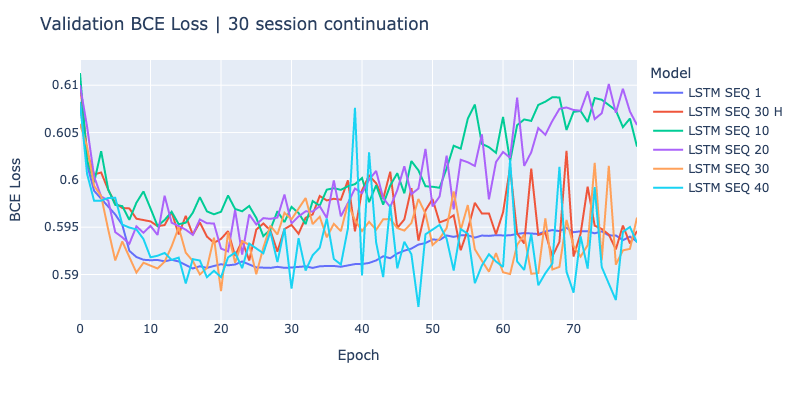 Validation BCE Loss | 30 session continuation
BCE Loss
0.61
0.605
0.6
0.595
0.59
0
10
20
30
40
50
60
70
Epoch
Model
LSTM SEQ 1
LSTM SEQ 30 H
LSTM SEQ 10
LSTM SEQ 20
LSTM SEQ 30
LSTM SEQ 40